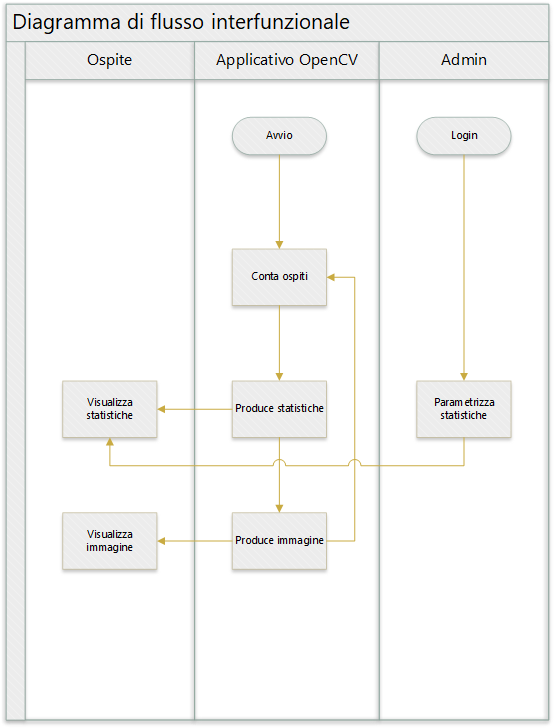 Diagramma di flusso interfunzionale
Ospite
Applicativo OpenCV
Admin
Avvio
Login
Conta ospiti
Visualizza
statistiche
Produce statistiche
Parametrizza
statistiche
Visualizza
immagine
Produce immagine